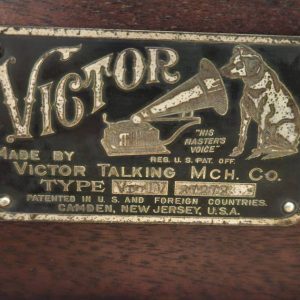 VICTOR
"HIS
MASTER'S
VOICE"
REG. U.S. PAT. OFF.
MADE BY
VICTOR TALKING MCH. CO.
TYPE
PATENTED IN U.S. AND FOREIGN COUNTRIES.
CAMDEN, NEW JERSEY, U.S.A.